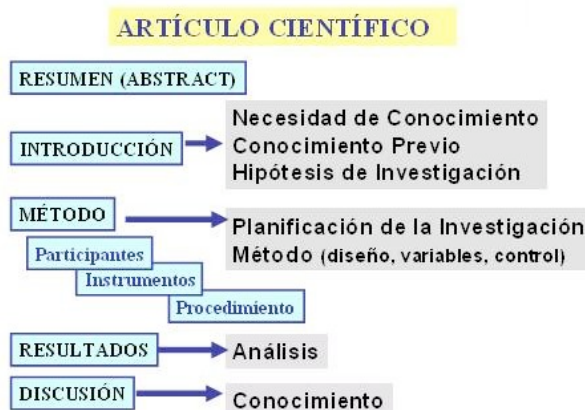 ARTÍCULO CIENTÍFICO
RESUMEN (ABSTRACT)
INTRODUCCIÓN
Necesidad de Conocimiento
Conocimiento Previo
Hipótesis de Investigación
MÉTODO
Planificación de la Investigación
Método (diseño, variables, control)
Participantes
Instrumentos
Procedimiento
RESULTADOS
Análisis
DISCUSIÓN
Conocimiento